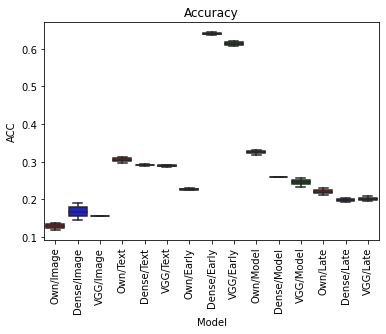 Accuracy
ACC
0.6
0.5
0.4
0.3
0.2
0.1
Own/Image
Dense/Image
VGG/Image
Own/Text
Dense/Text
VGG/Text
Own/Early
Dense/Early
VGG/Early
Own/Model
Dense/Model
VGG/Model
Own/Late
Dense/Late
VGG/Late
Model